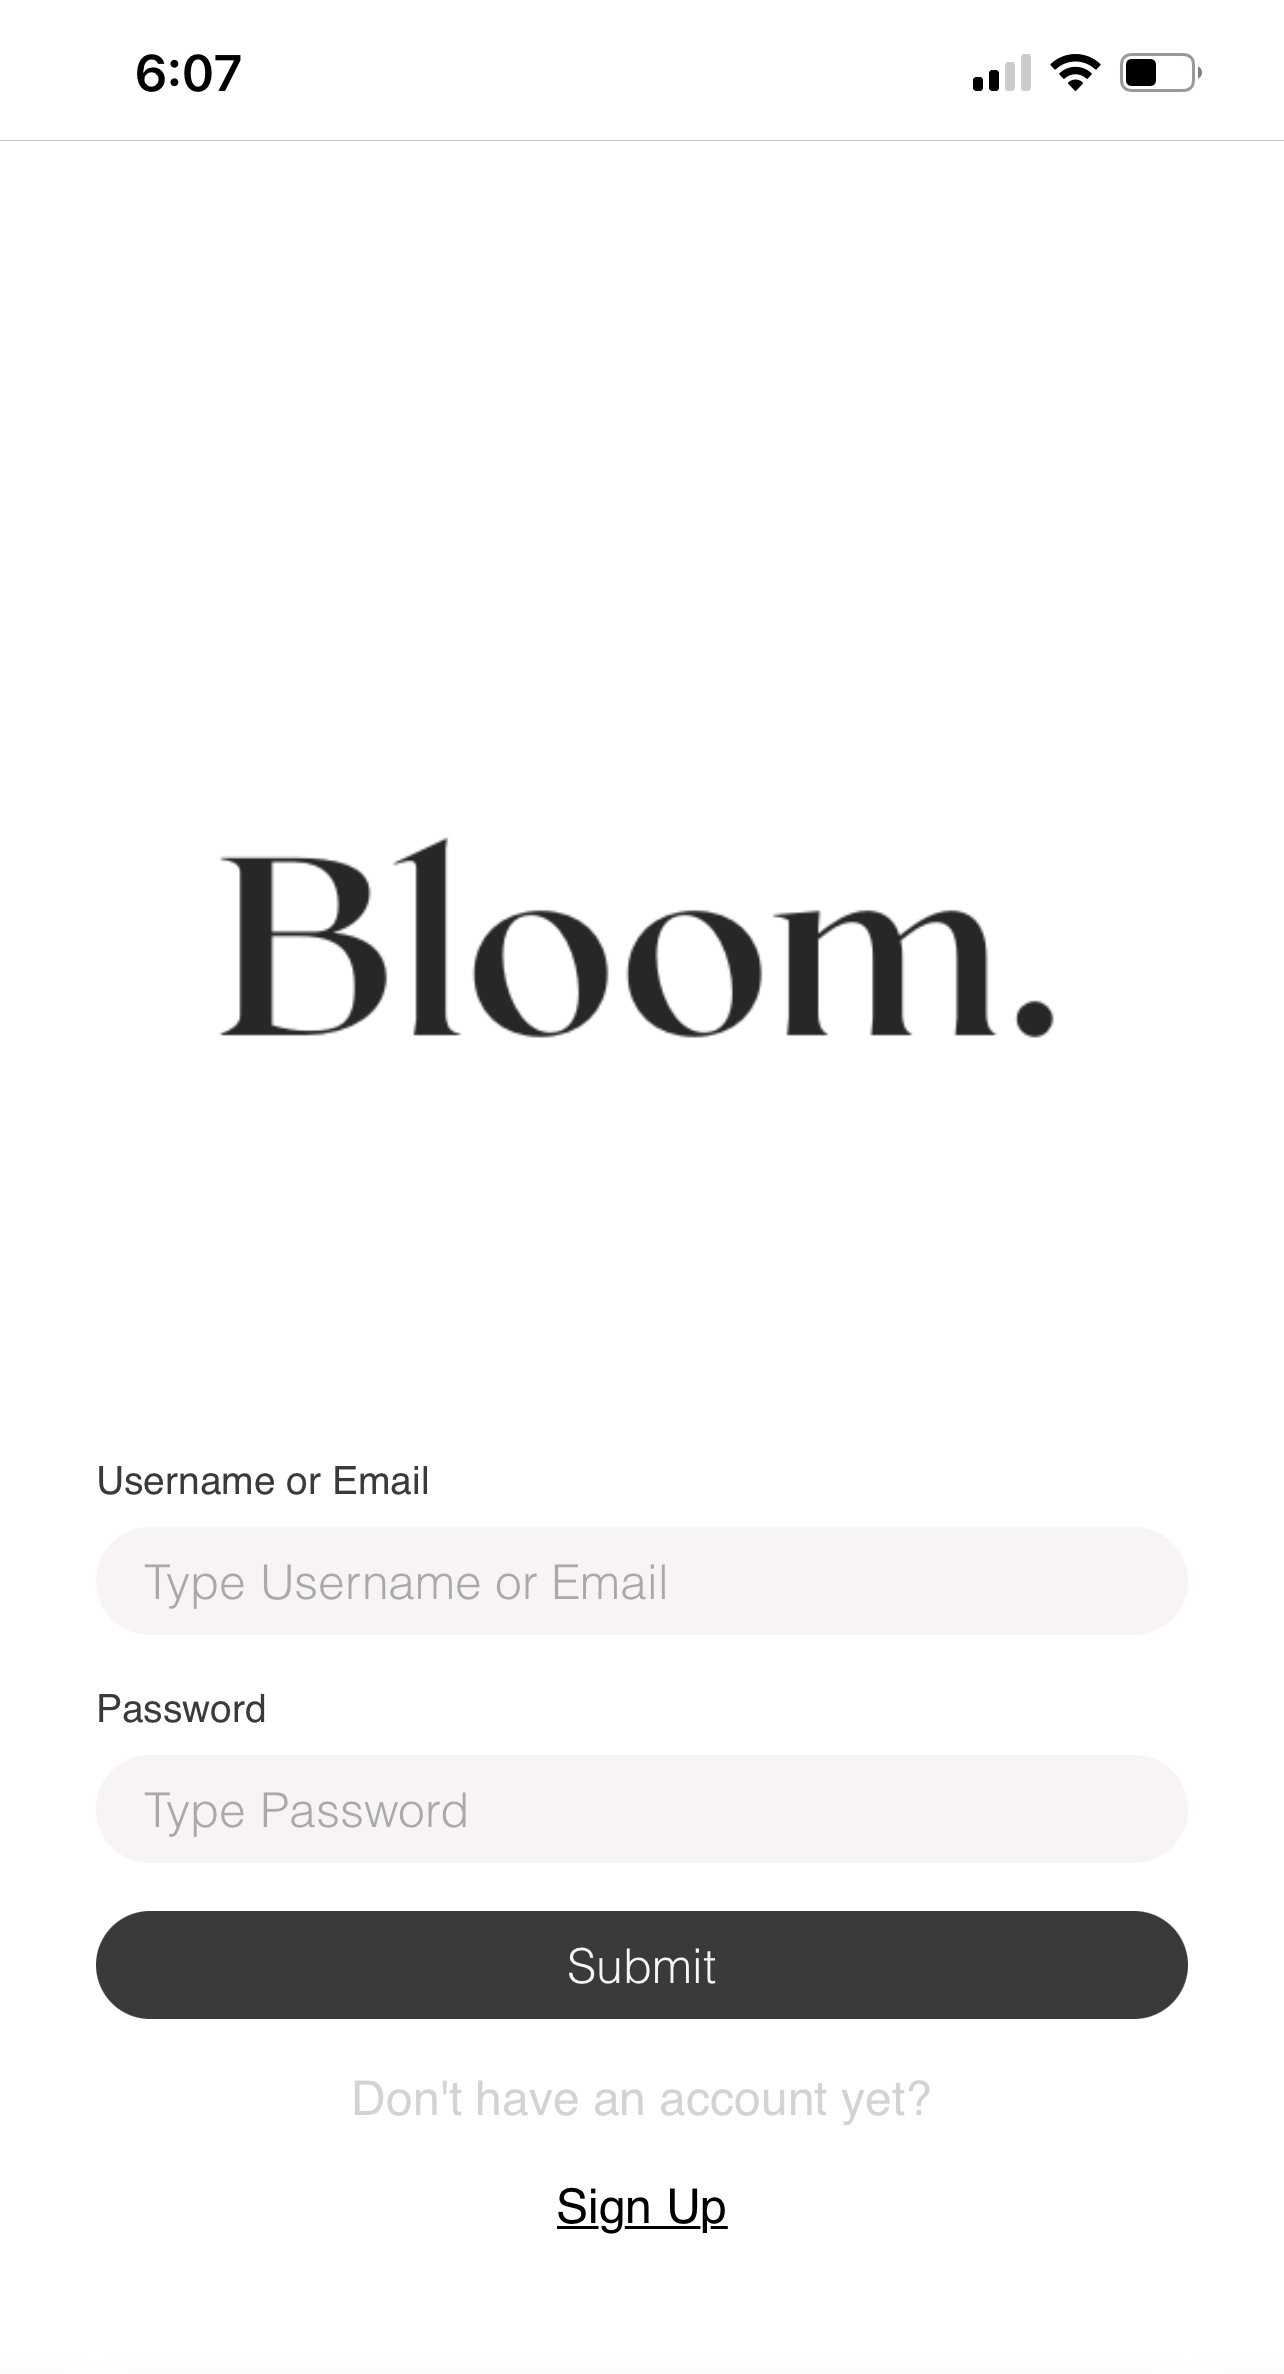 6:07
Bloom.
Username or Email
Type Username or Email
Password
Type Password
Submit
Don't have an account yet?
Sign Up